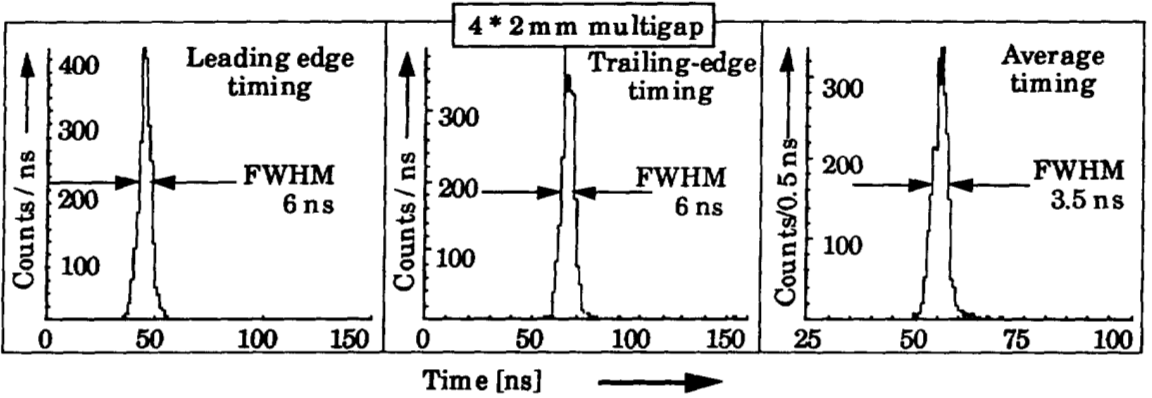 4 * 2mm multigap
Leading edge
timing
Counts / ns
400
300
200
100
FWHM
6 ns
0 50 100 150
Trailing-edge
timing
Counts / ns
300
200
100
FWHM
6 ns
0 50 100 150
Average
timing
Counts/0.5 ns
300
200
100
FWHM
3.5 ns
25 50 75 100
Time [ns]